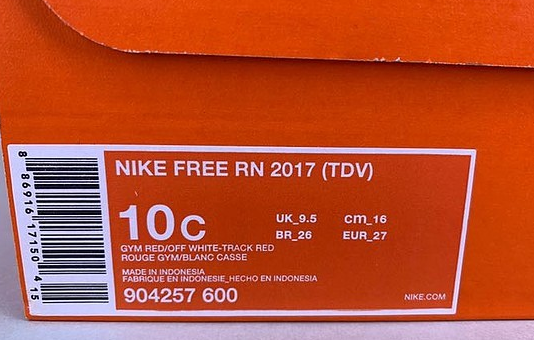 NIKE FREE RN 2017 (TDV)
10C
UK_9.5 cm_16
BR_26 EUR_27
GYM RED/OFF WHITE-TRACK RED
ROUGE GYM/BLANC CASSE
MADE IN INDONESIA
FABRIQUE EN INDONESIE_HECHO EN INDONESIA
904257 600
NIKE.COM
8 86916 17150 4 15